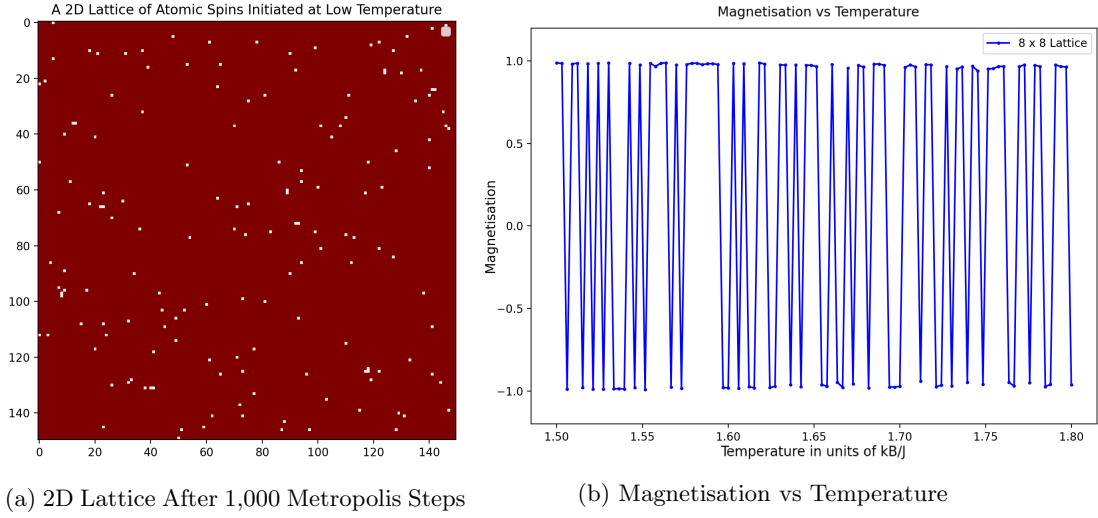 A 2D Lattice of Atomic Spins Initiated at Low Temperature
0
20
40
60
80
100
120
140
0 20 40 60 80 100 120 140
(a) 2D Lattice After 1,000 Metropolis Steps
Magnetisation vs Temperature
8 x 8 Lattice
Magnetisation
1.0
0.5
0.0
−0.5
−1.0
1.50 1.55 1.60 1.65 1.70 1.75 1.80
Temperature in units of kB/J
(b) Magnetisation vs Temperature